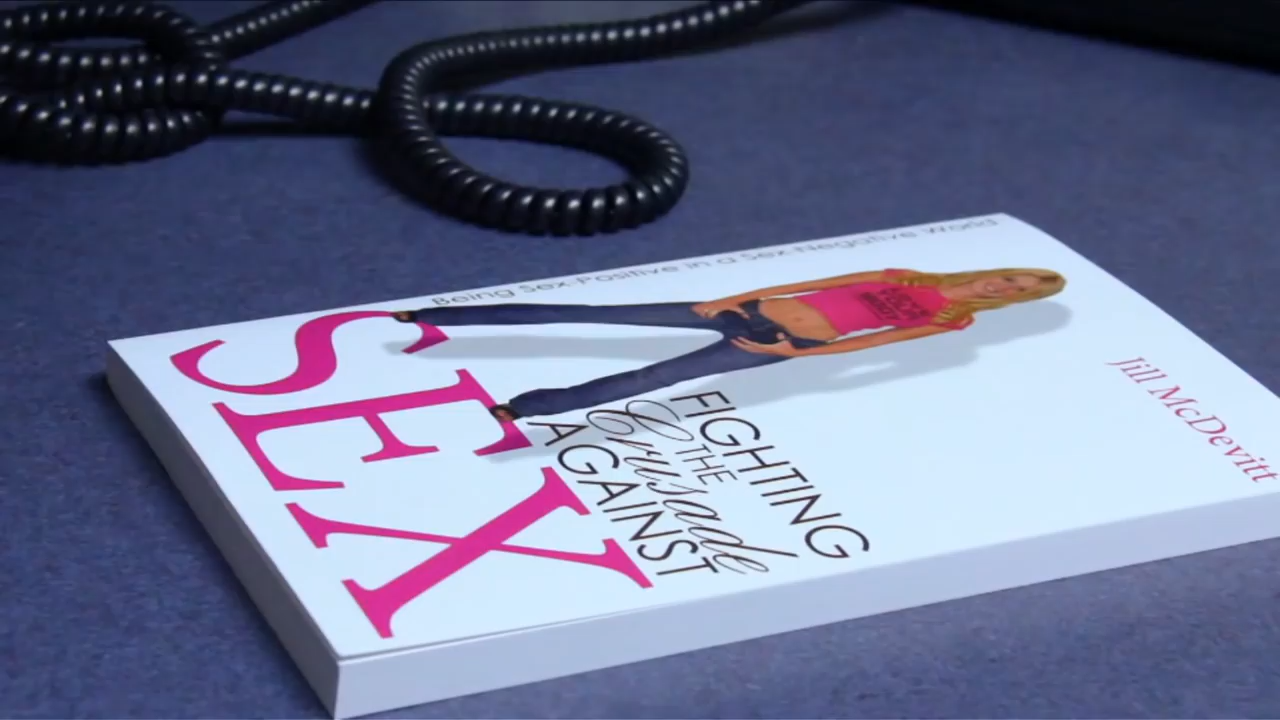 Being Sex Positive in a Sex-Negative World
FIGHTING
THE
Crusade
AGAINST
SEX
Jill McDevitt